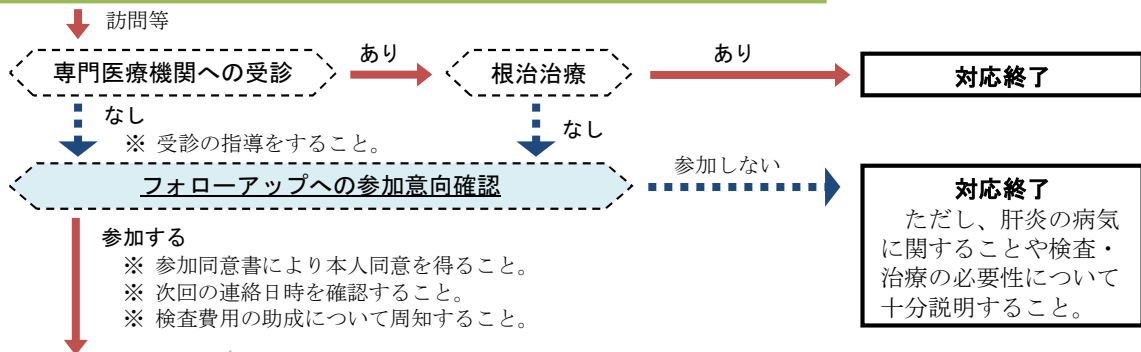 訪問等
専門医療機関への受診
あり
根治治療
あり
対応終了
なし
※ 受診の指導をすること。
なし
フォローアップへの参加意向確認
参加しない
対応終了
ただし、肝炎の病気
に関することや検査・
治療の必要性について
十分説明すること。
参加する
※ 参加同意書により本人同意を得ること。
※ 次回の連絡日時を確認すること。
※ 検査費用の助成について周知すること。